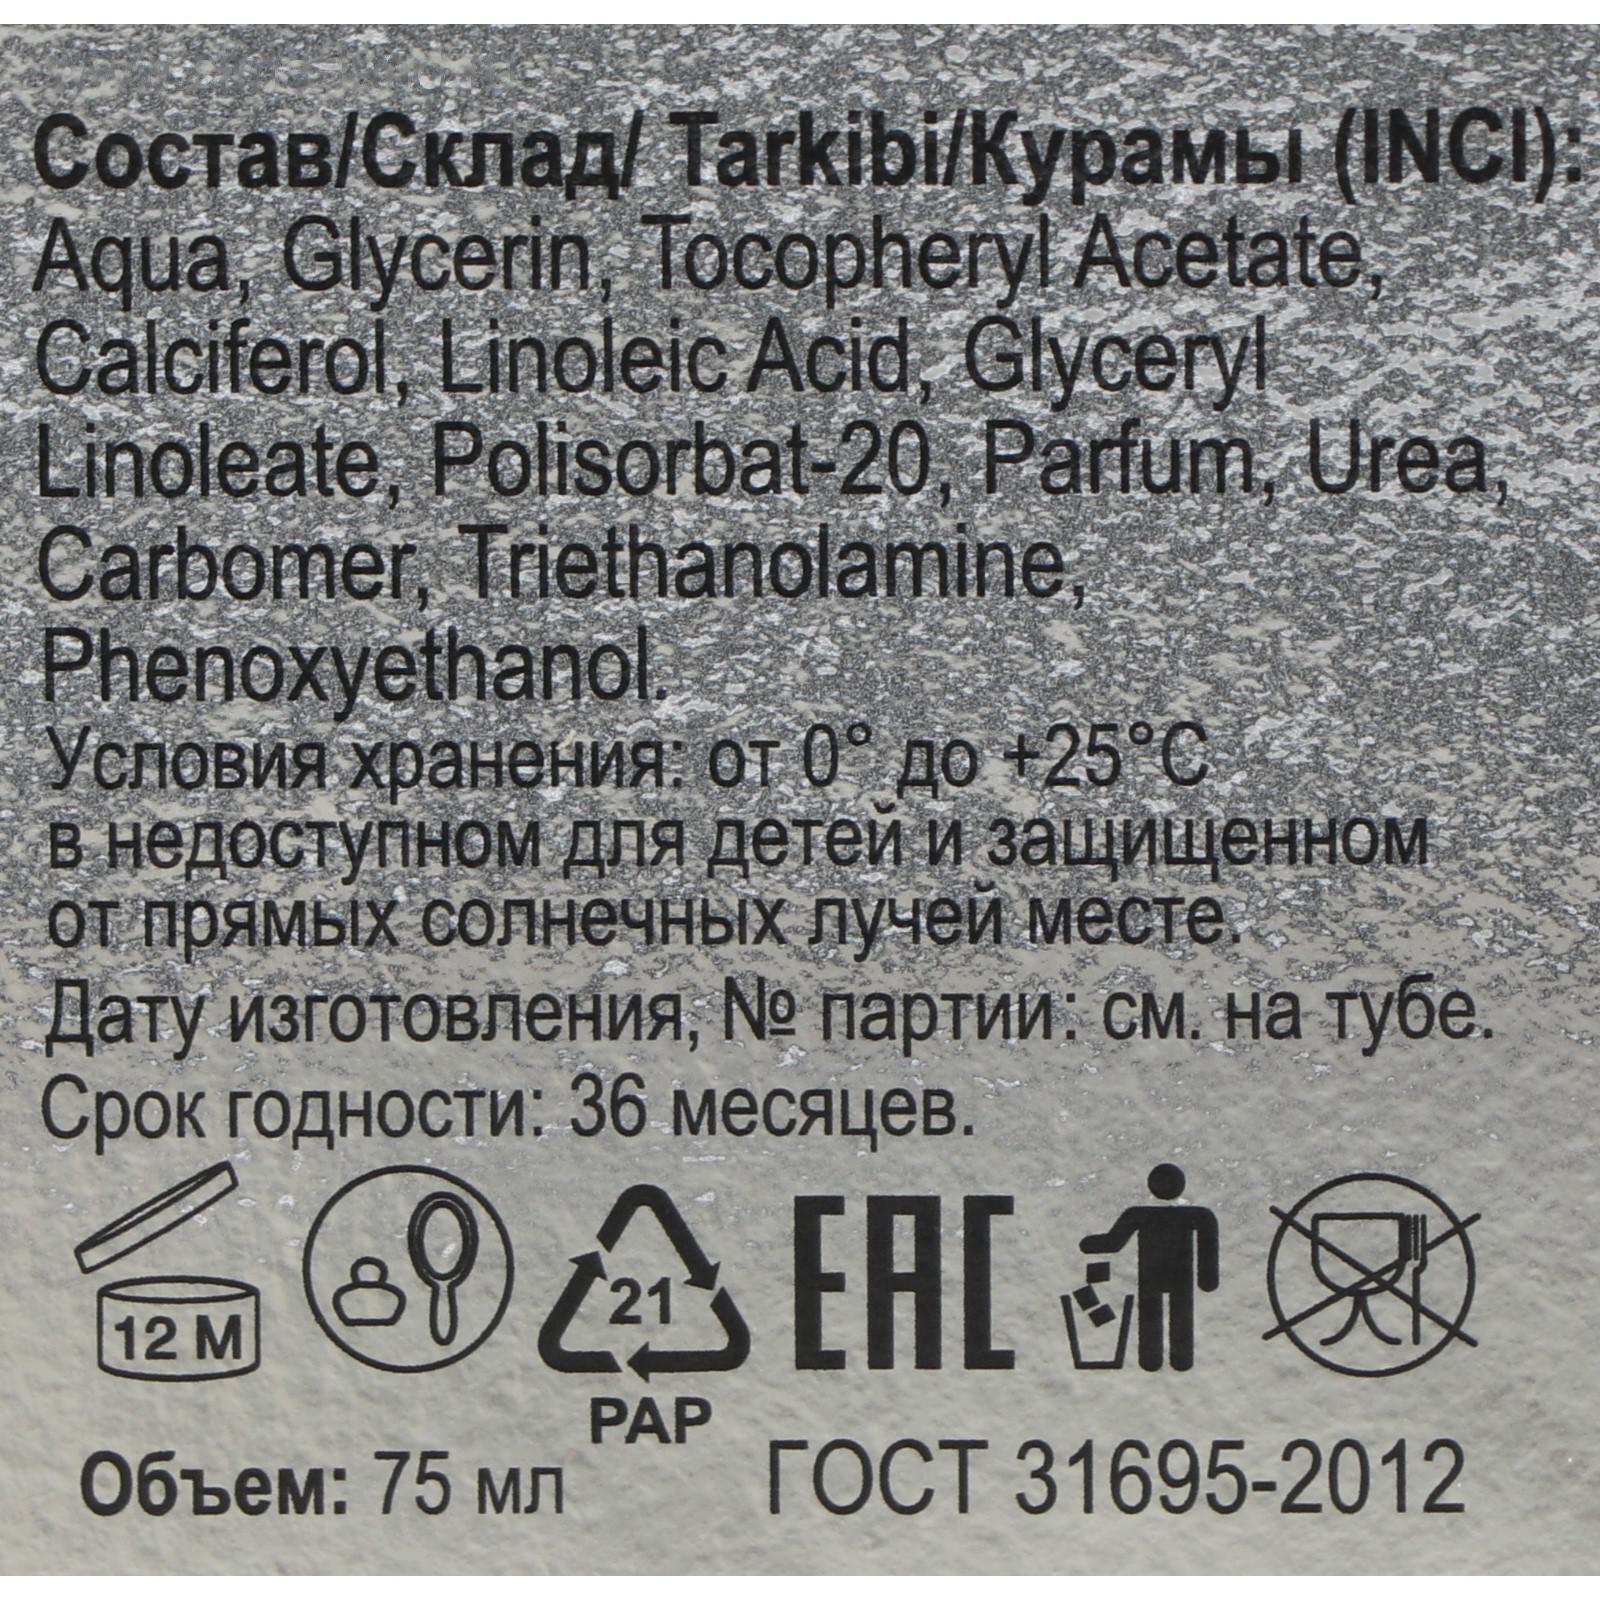 Состав/Склад/ Tarkibi/Курамы (INCI):
Aqua, Glycerin, Tocopheryl Acetate,
Calciferol, Linoleic Acid, Glyceryl
Linoleate, Polisorbat-20, Parfum, Urea,
Carbomer, Triethanolamine,
Phenoxyethanol.
Условия хранения: от 0° до +25°С
в недоступном для детей и защищенном
от прямых солнечных лучей месте.
Дату изготовления, № партии: см. на тубе.
Срок годности: 36 месяцев.
12 M
21
PAP
EAC
Объем: 75 мл
ГОСТ 31695-2012